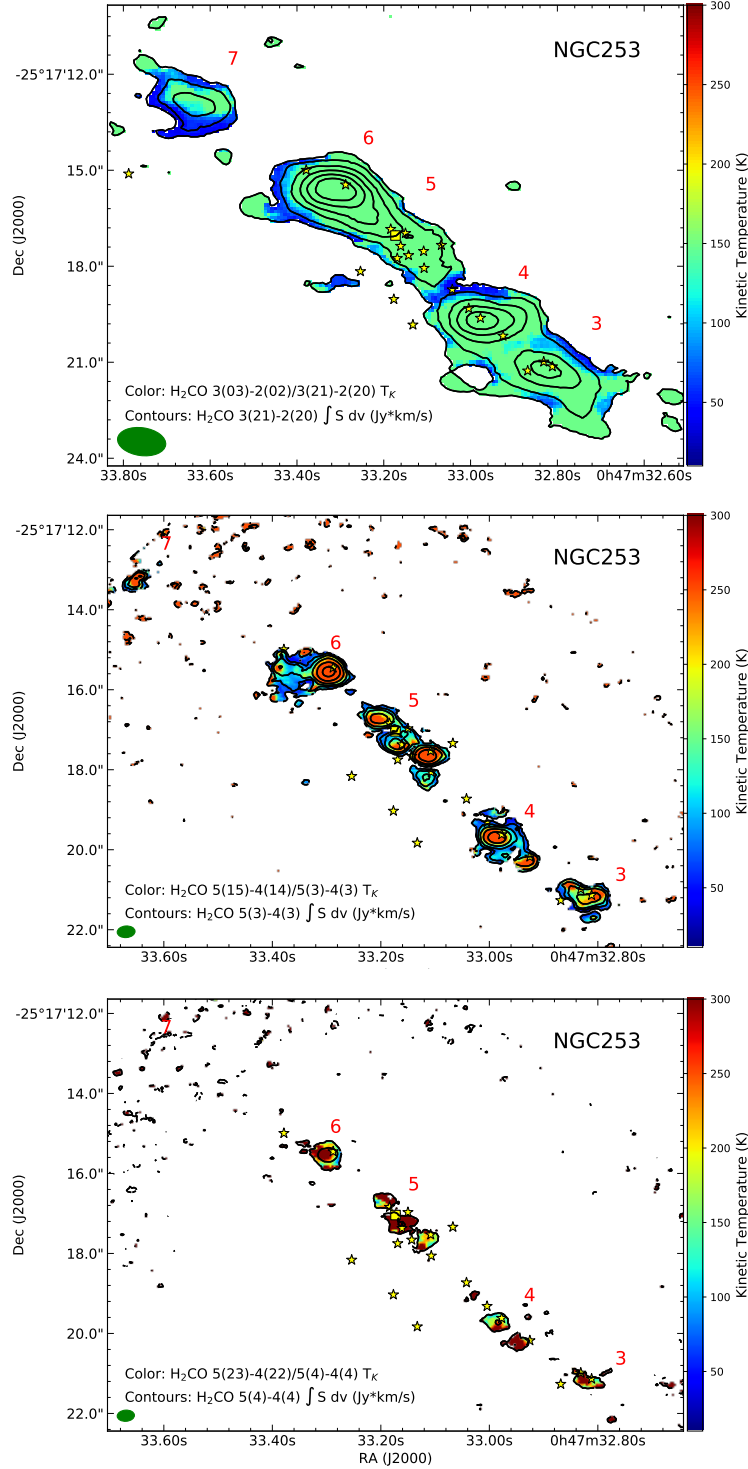 NGC253
7
6
5
4
3
-25°17'12.0"
15.0"
18.0"
21.0"
24.0"
Dec (J2000)
Color: H₂CO 3(03)-2(02)/3(21)-2(20) T_K
Contours: H₂CO 3(21)-2(20) ∫ S dv (Jy*km/s)
33.80s 33.60s 33.40s 33.20s 33.00s 32.80s 0h47m32.60s
300
250
200
150
100
50
Kinetic Temperature (K)
NGC253
7
6
5
4
3
-25°17'12.0"
14.0"
16.0"
18.0"
20.0"
22.0"
Dec (J2000)
Color: H₂CO 5(15)-4(14)/5(3)-4(3) T_K
Contours: H₂CO 5(3)-4(3) ∫ S dv (Jy*km/s)
33.60s 33.40s 33.20s 33.00s 0h47m32.80s
300
250
200
150
100
50
Kinetic Temperature (K)
NGC253
7
6
5
4
3
-25°17'12.0"
14.0"
16.0"
18.0"
20.0"
22.0"
Dec (J2000)
Color: H₂CO 5(23)-4(22)/5(4)-4(4) T_K
Contours: H₂CO 5(4)-4(4) ∫ S dv (Jy*km/s)
33.60s 33.40s 33.20s 33.00s 0h47m32.80s
RA (J2000)
300
250
200
150
100
50
Kinetic Temperature (K)